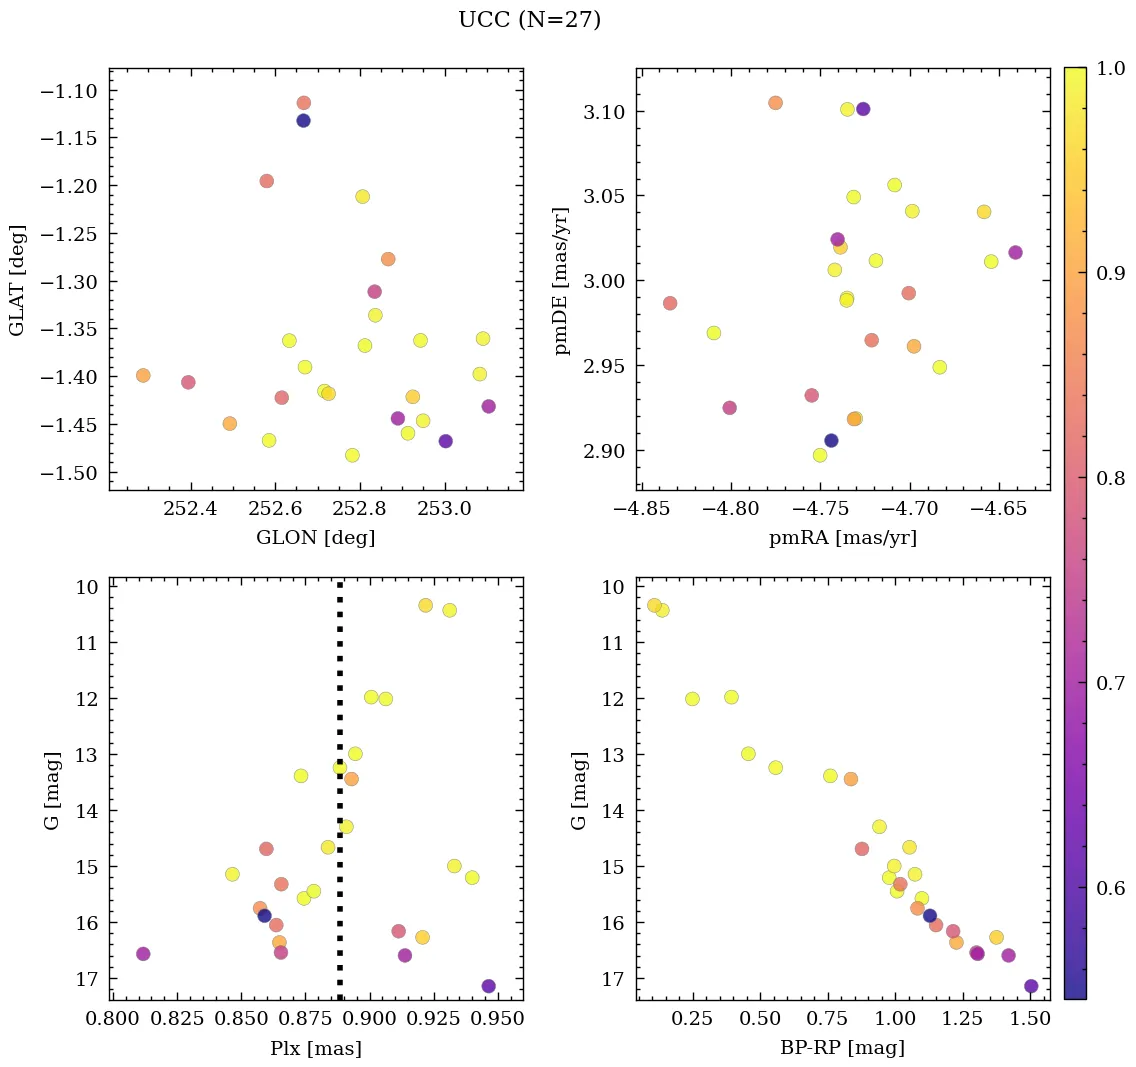 UCC (N=27)
−1.10
−1.15
−1.20
−1.25
−1.30
−1.35
−1.40
−1.45
−1.50
GLAT [deg]
252.4 252.6 252.8 253.0
GLON [deg]
3.10
3.05
3.00
2.95
2.90
pmDE [mas/yr]
−4.85 −4.80 −4.75 −4.70 −4.65
pmRA [mas/yr]
10
11
12
13
14
15
16
17
G [mag]
0.800 0.825 0.850 0.875 0.900 0.925 0.950
Plx [mas]
10
11
12
13
14
15
16
17
G [mag]
0.25 0.50 0.75 1.00 1.25 1.50
BP-RP [mag]
1.0
0.9
0.8
0.7
0.6